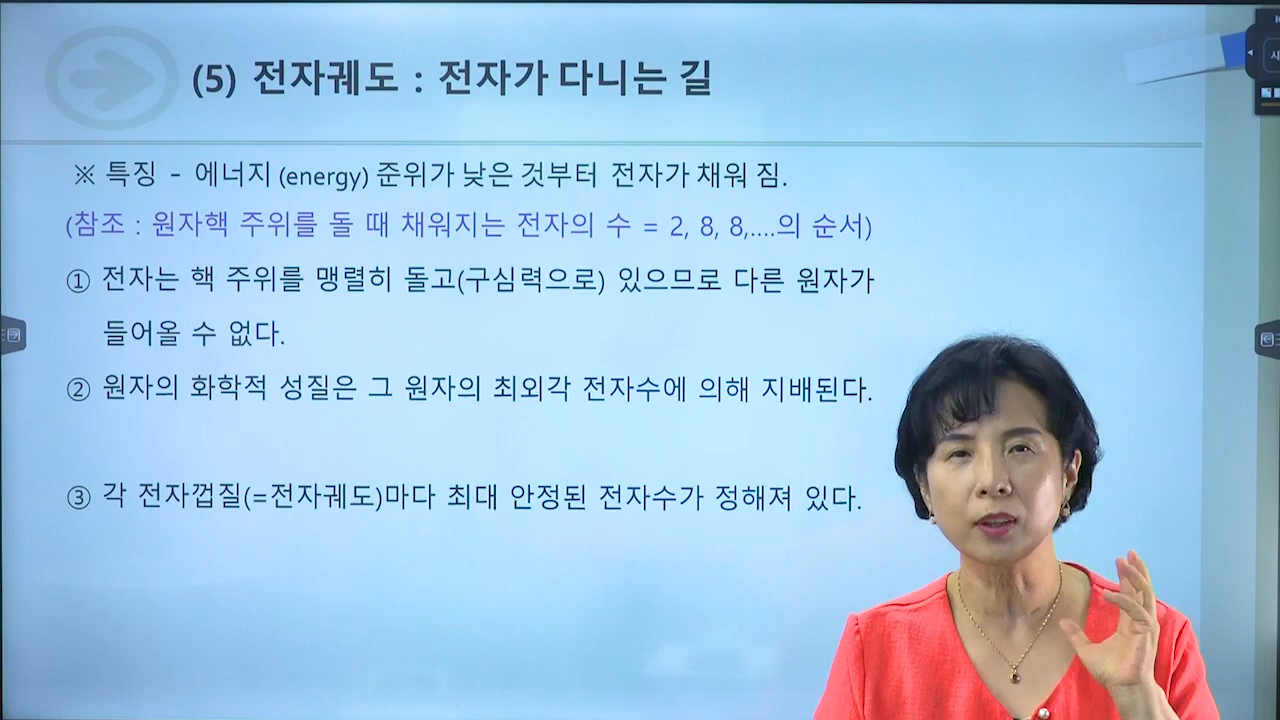 (5) 전자궤도 : 전자가 다니는 길
※ 특징 - 에너지 (energy) 준위가 낮은 것부터 전자가 채워 짐.
(참조 : 원자핵 주위를 돌 때 채워지는 전자의 수 = 2, 8, 8,....의 순서)
① 전자는 핵 주위를 맹렬히 돌고(구심력으로) 있으므로 다른 원자가
들어올 수 없다.
② 원자의 화학적 성질은 그 원자의 최외각 전자수에 의해 지배된다.
③ 각 전자껍질(=전자궤도)마다 최대 안정된 전자수가 정해져 있다.